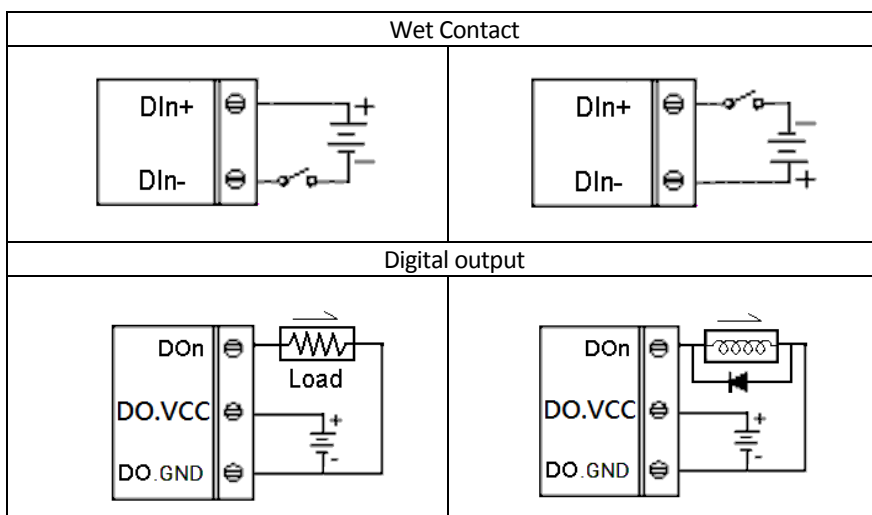 Wet Contact
DIn+
+
−
DIn-
DIn+
−
DIn-
+
Digital output
DOn
Load
DO.VCC
+
-
DO.GND
DOn
DO.VCC
+
-
DO.GND